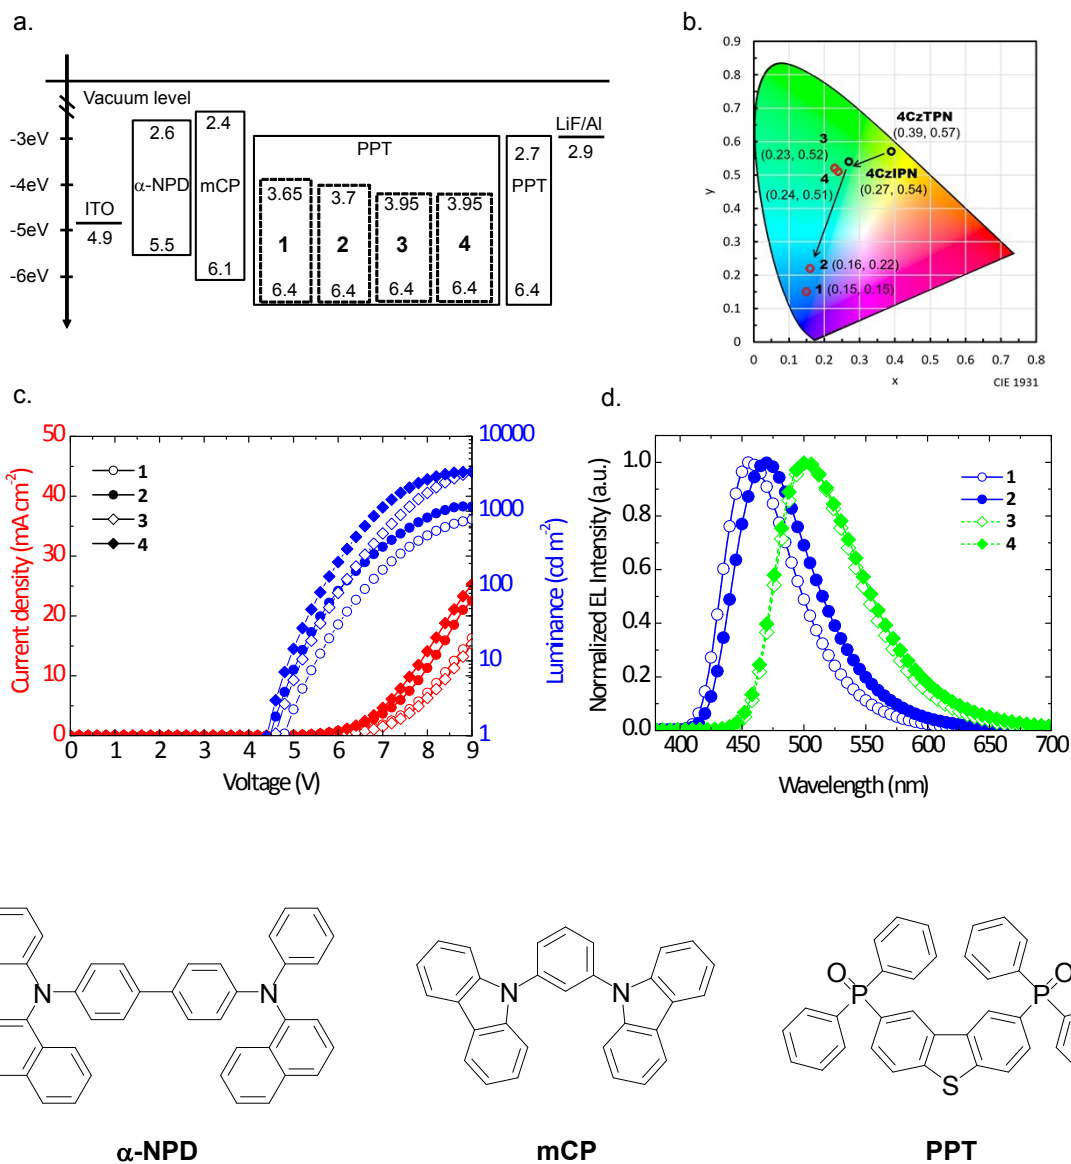 a.
Vacuum level
-3eV
-4eV
-5eV
-6eV
ITO
4.9
2.6
α-NPD
5.5
2.4
mCP
6.1
PPT
3.65
1
6.4
3.7
2
6.4
3.95
3
6.4
3.95
4
6.4
2.7
PPT
6.4
LiF/Al
2.9
b.
0.9
0.8
0.7
0.6
0.5
0.4
0.3
0.2
0.1
0
y
4CzTPN
(0.39, 0.57)
3
(0.23, 0.52)
4
(0.24, 0.51)
4CzIPN
(0.27, 0.54)
2 (0.16, 0.22)
1 (0.15, 0.15)
0 0.1 0.2 0.3 0.4 0.5 0.6 0.7 0.8
x
CIE 1931
c.
50
40
30
20
10
0
Current density (mA cm-2)
1
2
3
4
10000
1000
100
10
1
Luminance (cd m-2)
0 1 2 3 4 5 6 7 8 9
Voltage (V)
d.
1.0
0.8
0.6
0.4
0.2
0.0
Normalized EL Intensity (a.u.)
1
2
3
4
400 450 500 550 600 650 700
Wavelength (nm)
N
N
α-NPD
N
N
mCP
O
P
P
O
S
PPT